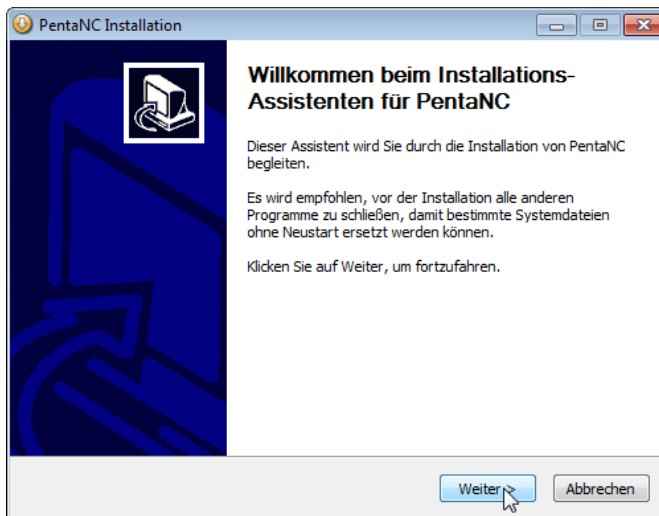 PentaNC Installation
Willkommen beim Installations-
Assistenten für PentaNC
Dieser Assistent wird Sie durch die Installation von PentaNC
begleiten.
Es wird empfohlen, vor der Installation alle anderen
Programme zu schließen, damit bestimmte Systemdateien
ohne Neustart ersetzt werden können.
Klicken Sie auf Weiter, um fortzufahren.
Weiter >
Abbrechen